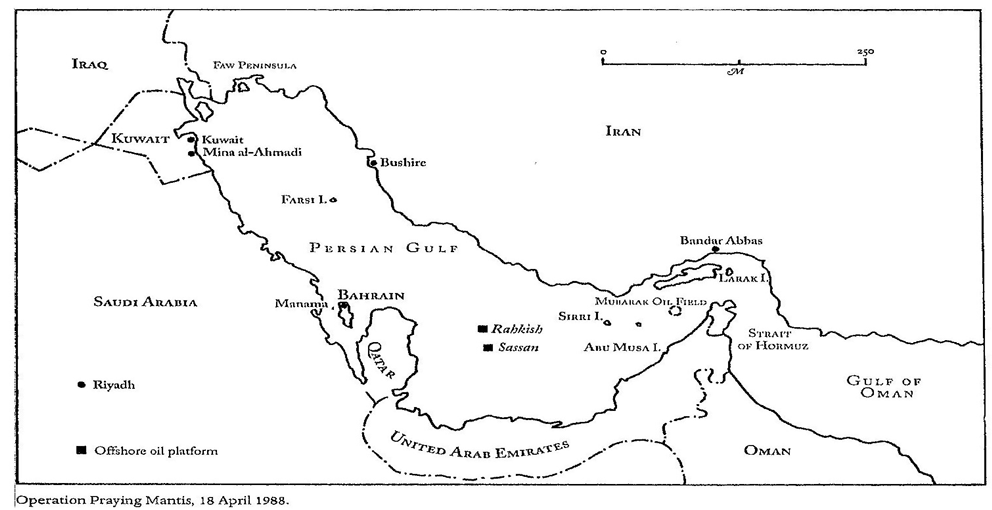 IRAQ
FAW PENINSULA
0 250
M
IRAN
KUWAIT
Kuwait
Mina al-Ahmadi
Bushire
FARSI I.
PERSIAN GULF
Bandar Abbas
LARAK I.
SAUDI ARABIA
Manama
BAHRAIN
MUBARAK OIL FIELD
SIRRI I.
Rahkish
Sassan
ABU MUSA I.
STRAIT
OF HORMUZ
QATAR
Riyadh
GULF OF
OMAN
UNITED ARAB EMIRATES
OMAN
Offshore oil platform
Operation Praying Mantis, 18 April 1988.